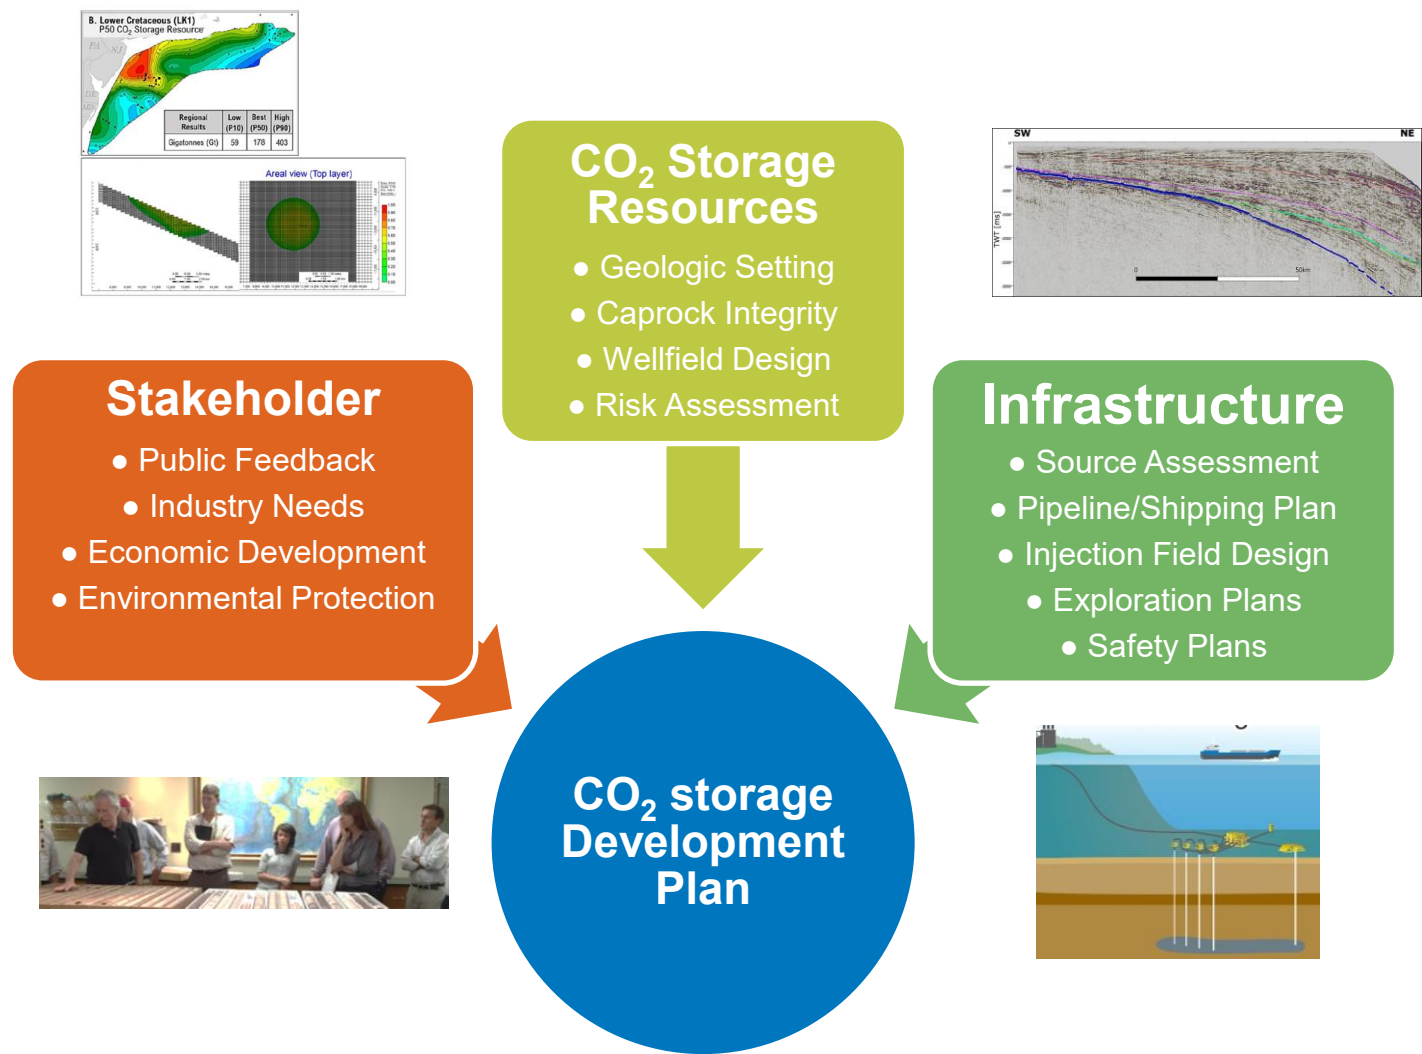 B. Lower Cretaceous (LK1)
P50 CO2 Storage Resource
PA
NJ
DE
Regional Results
Low (P10)
Best (P50)
High (P90)
Gigatonnes (Gt)
59
178
403
Areal view (Top layer)
CO2 Storage
Resources
● Geologic Setting
● Caprock Integrity
● Wellfield Design
● Risk Assessment
SW
NE
TWT [ms]
0
50km
Stakeholder
● Public Feedback
● Industry Needs
● Economic Development
● Environmental Protection
Infrastructure
● Source Assessment
● Pipeline/Shipping Plan
● Injection Field Design
● Exploration Plans
● Safety Plans
CO2 storage
Development
Plan